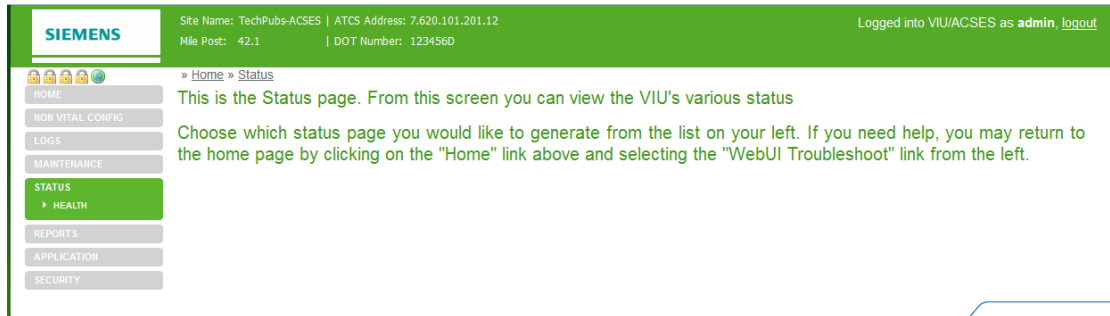 SIEMENS
Site Name: TechPubs-ACSES | ATCS Address: 7.620.101.201.12
Mile Post: 42.1 | DOT Number: 123456D
Logged into VIU/ACSES as admin, logout
» Home » Status
HOME
NON VITAL CONFIG
LOGS
MAINTENANCE
STATUS
HEALTH
REPORTS
APPLICATION
SECURITY
This is the Status page. From this screen you can view the VIU's various status
Choose which status page you would like to generate from the list on your left. If you need help, you may return to
the home page by clicking on the "Home" link above and selecting the "WebUI Troubleshoot" link from the left.